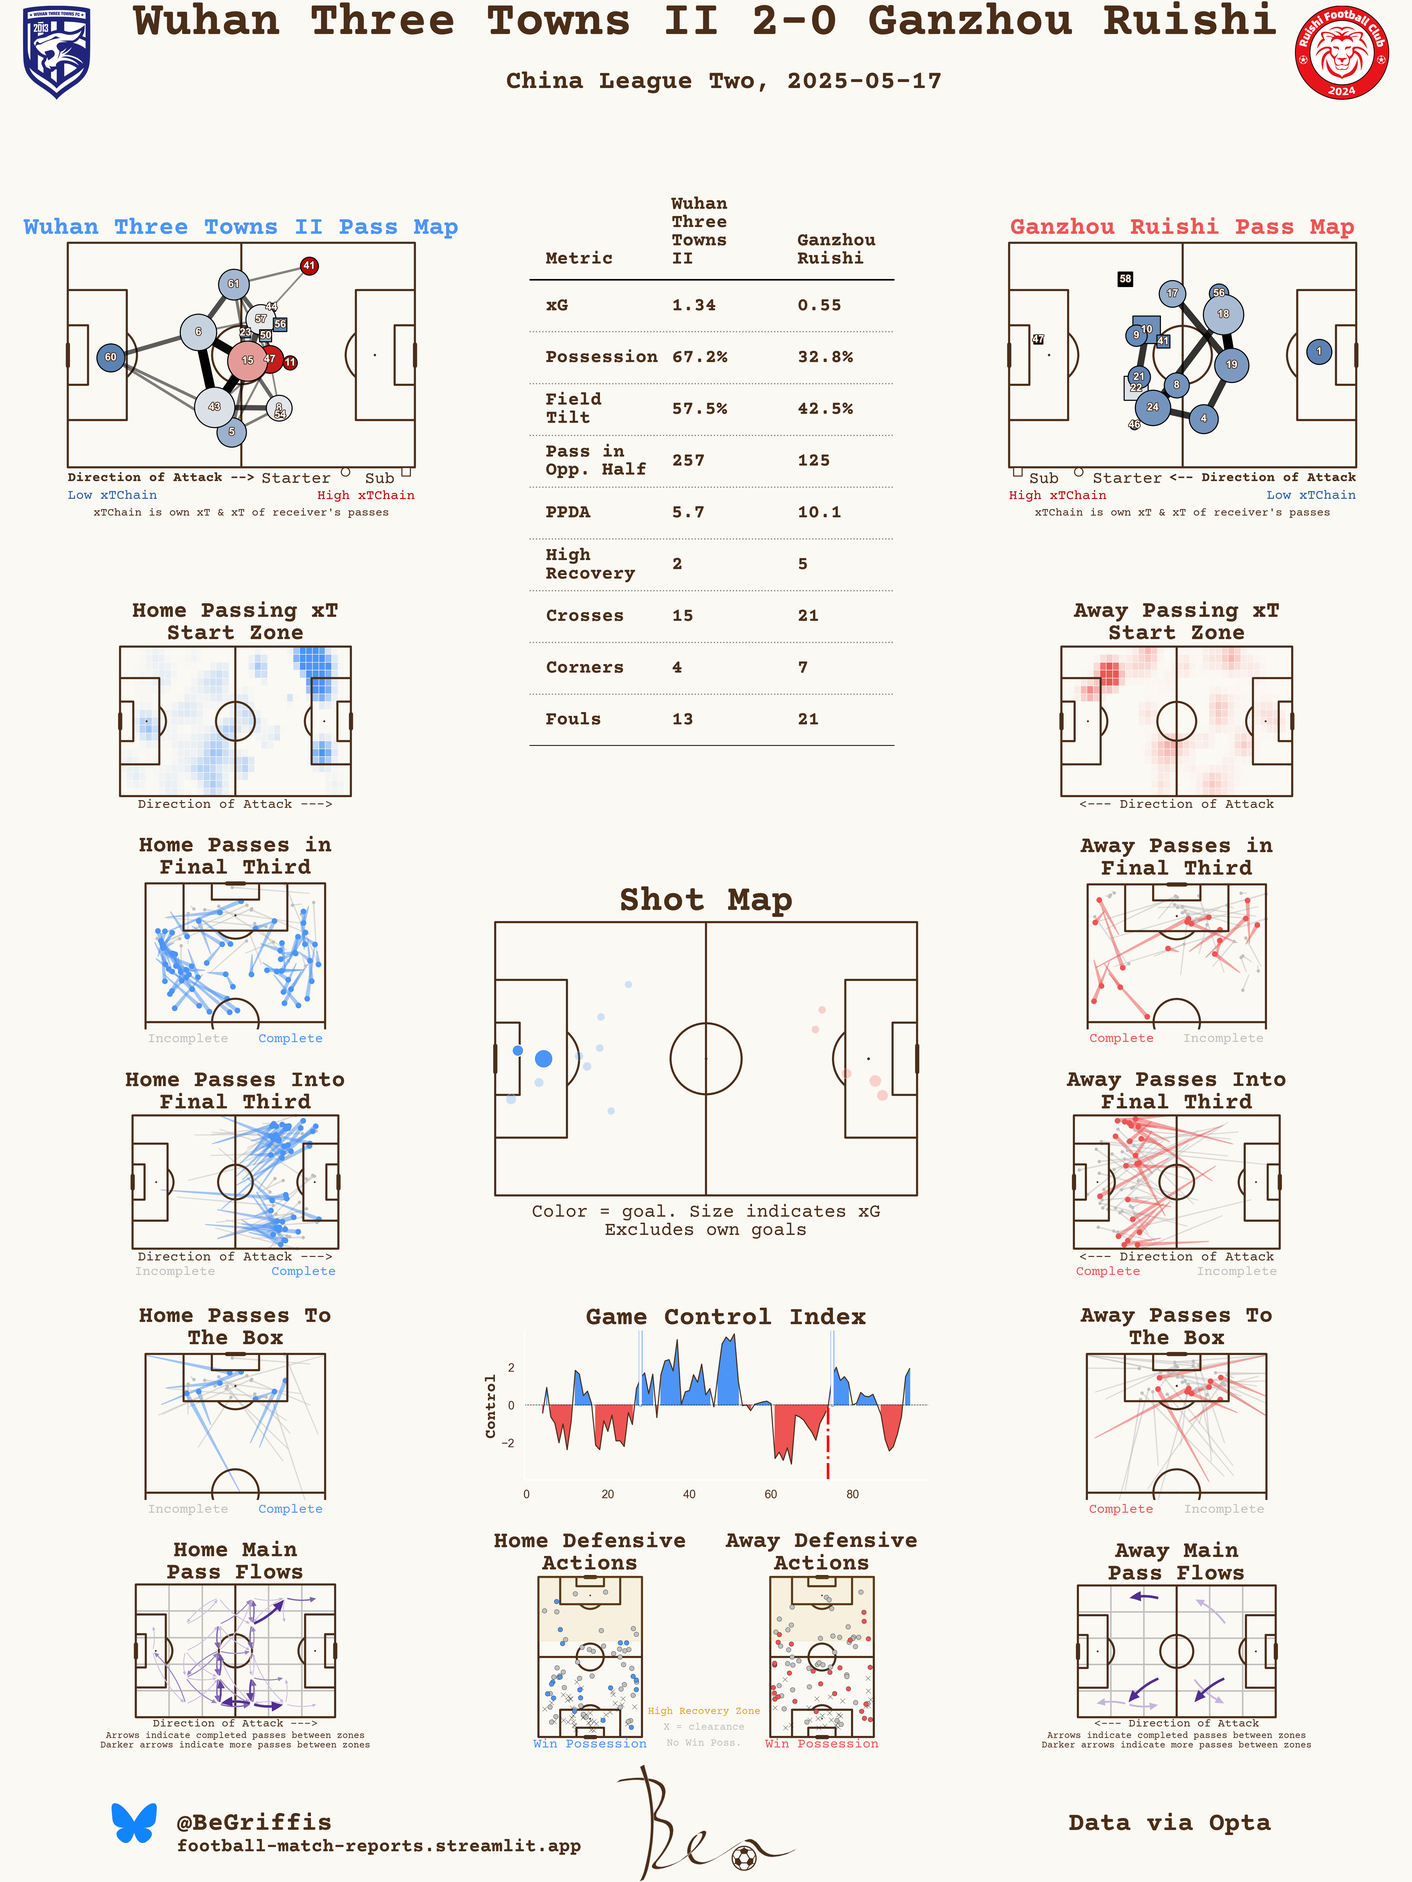 Wuhan Three Towns II 2-0 Ganzhou Ruishi
China League Two, 2025-05-17
WUHAN THREE TOWNS FC
2013
Ruishi Football Club
2024
Wuhan Three Towns II Pass Map
61
41
44
57
56
6
23
50
60
15
47
11
43
8
54
5
Direction of Attack --> Starter Sub
Low xTChain High xTChain
xTChain is own xT & xT of receiver's passes
Metric Wuhan Three Towns II Ganzhou Ruishi
xG 1.34 0.55
Possession 67.2% 32.8%
Field Tilt 57.5% 42.5%
Pass in Opp. Half 257 125
PPDA 5.7 10.1
High Recovery 2 5
Crosses 15 21
Corners 4 7
Fouls 13 21
Ganzhou Ruishi Pass Map
58
17
56
18
10
9
41
47
1
19
21
22
8
24
4
46
Sub Starter <-- Direction of Attack
High xTChain Low xTChain
xTChain is own xT & xT of receiver's passes
Home Passing xT
Start Zone
Direction of Attack --->
Away Passing xT
Start Zone
<--- Direction of Attack
Home Passes in
Final Third
Incomplete Complete
Away Passes in
Final Third
Complete Incomplete
Shot Map
Color = goal. Size indicates xG
Excludes own goals
Home Passes Into
Final Third
Direction of Attack --->
Incomplete Complete
Away Passes Into
Final Third
<--- Direction of Attack
Complete Incomplete
Home Passes To
The Box
Incomplete Complete
Game Control Index
Control
2
0
−2
0 20 40 60 80
Away Passes To
The Box
Complete Incomplete
Home Main
Pass Flows
Direction of Attack --->
Arrows indicate completed passes between zones
Darker arrows indicate more passes between zones
Home Defensive
Actions
Win Possession
High Recovery Zone
X = clearance
No Win Poss.
Away Defensive
Actions
Win Possession
Away Main
Pass Flows
<--- Direction of Attack
Arrows indicate completed passes between zones
Darker arrows indicate more passes between zones
@BeGriffis
football-match-reports.streamlit.app
Ben
Data via Opta